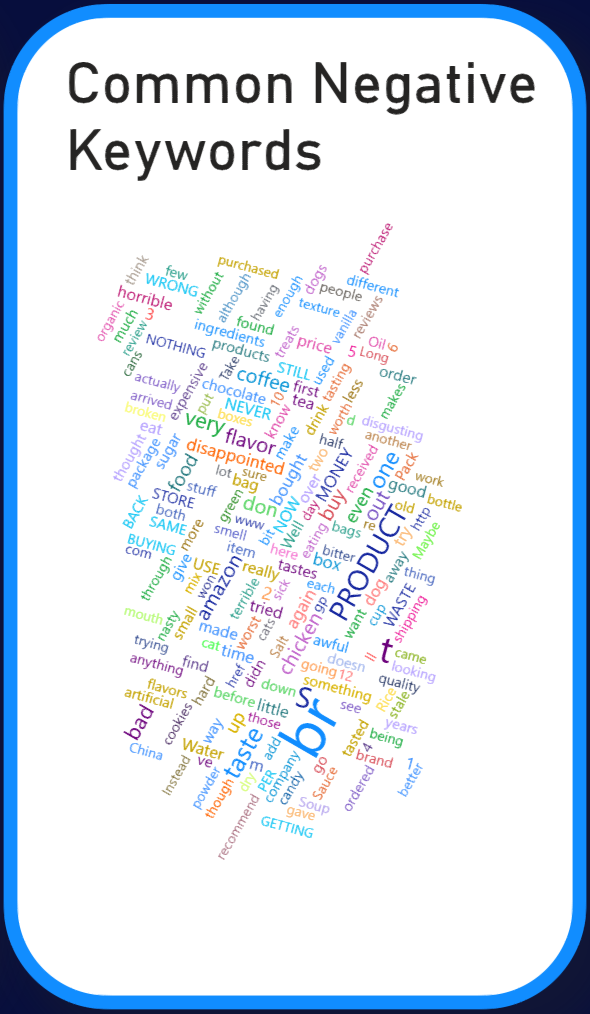 Common Negative
Keywords
purchase
think
few
purchased
WRONG
without
although
having
enough
dogs
people
different
organic
horrible
much
review
3
ingredients
found
texture
vanilla
reviews
cans
NOTHING
products
Take
treats
price
5
Long
Oil
6
actually
expensive
coffee
STILL
used
tasting
order
arrived
put
chocolate
first
tea
less
makes
broken
boxes
NEVER
10
know
drink
worth
d
disgusting
eat
very
flavor
make
half
another
thought
package
sugar
disappointed
two
MONEY
received
one
Pack
work
food
lot
sure
bag
bought
over
day
buy
even
out
good
bottle
STORE
stuff
green
don
NOW
Well
old
BACK
both
www
bags
re
try
http
SAME
smell
bit
eating
PRODUCT
Maybe
BUYING
more
item
here
bitter
away
com
through
give
USE
really
tastes
box
thing
mix
won
amazon
terrible
2
sick
each
dog
WASTE
mouth
nasty
small
tried
again
gp
want
cup
shipping
trying
made
worst
cats
Salt
chicken
awful
t
came
anything
find
cat
time
didn
doesn
ll
looking
flavors
hard
href
down
going
12
quality
artificial
before
little
S
something
see
Rice
stale
bad
cookies
way
up
those
br
tasted
being
years
China
Water
taste
add
go
4
brand
1
Instead
ve
m
company
Sauce
ordered
better
powder
dry
PER
candy
though
Soup
recommend
gave
GETTING